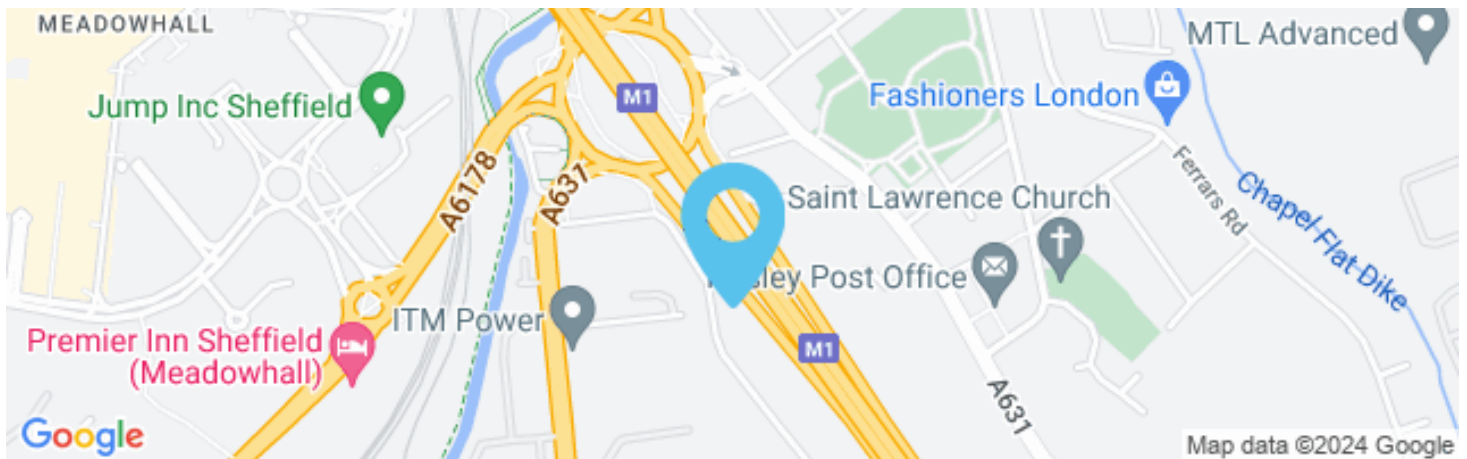 MEADOWHALL
MTL Advanced
Jump Inc Sheffield
M1
Fashioners London
A6178
A637
Ferrars Rd
Saint Lawrence Church
Chapel Flat Dike
Post Office
ITM Power
M1
Premier Inn Sheffield
(Meadowhall)
A631
Google
Map data ©2024 Google